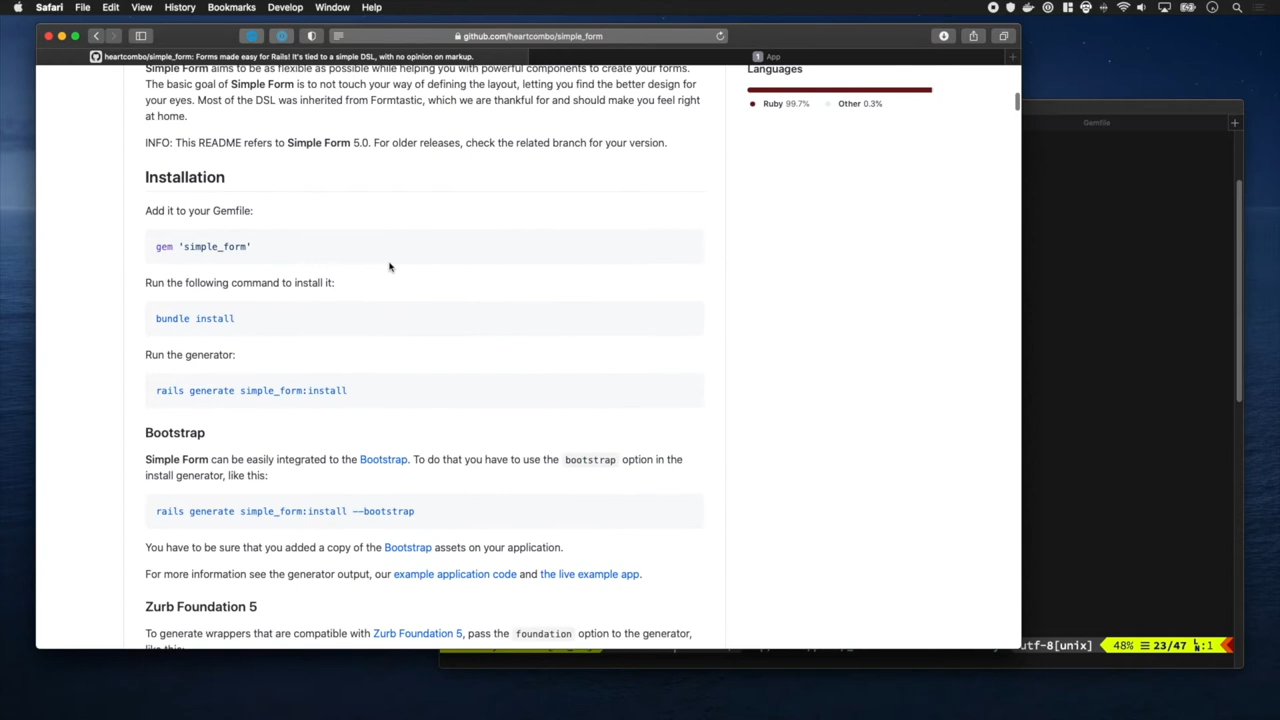 Safari File Edit View History Bookmarks Develop Window Help
github.com/heartcombo/simple_form
heartcombo/simple_form: Forms made easy for Rails! It's tied to a simple DSL, with no opinion on markup.
1 App
Simple Form aims to be as flexible as possible while helping you with powerful components to create your forms.
The basic goal of Simple Form is to not touch your way of defining the layout, letting you find the better design for
your eyes. Most of the DSL was inherited from Formtastic, which we are thankful for and should make you feel right
at home.
INFO: This README refers to Simple Form 5.0. For older releases, check the related branch for your version.
Installation
Add it to your Gemfile:
gem 'simple_form'
Run the following command to install it:
bundle install
Run the generator:
rails generate simple_form:install
Bootstrap
Simple Form can be easily integrated to the Bootstrap. To do that you have to use the bootstrap option in the
install generator, like this:
rails generate simple_form:install --bootstrap
You have to be sure that you added a copy of the Bootstrap assets on your application.
For more information see the generator output, our example application code and the live example app.
Zurb Foundation 5
To generate wrappers that are compatible with Zurb Foundation 5, pass the foundation option to the generator,
like this:
Languages
Ruby 99.7% Other 0.3%
Gemfile
utf-8[unix] 48% ☰ 23/47 :1